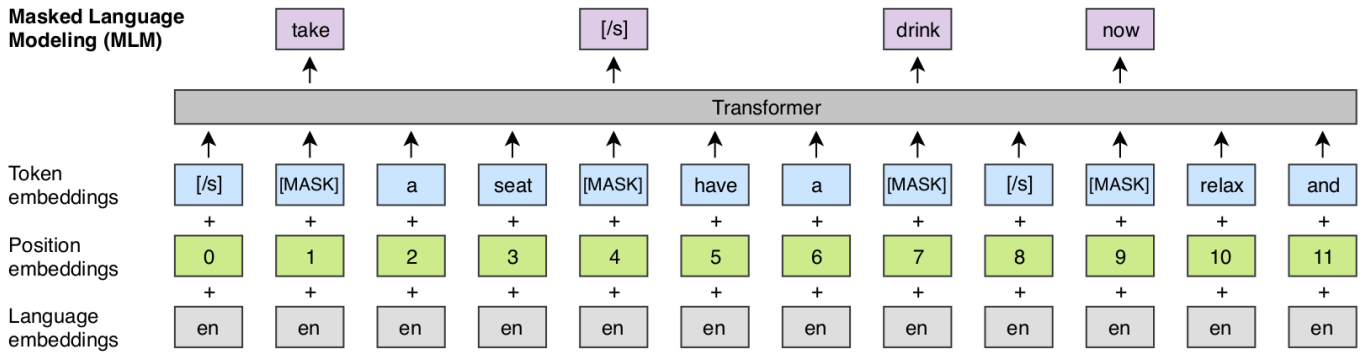 Masked Language
Modeling (MLM)
take [/s] drink now
Transformer
Token
embeddings
[/s] [MASK] a seat [MASK] have a [MASK] [/s] [MASK] relax and
+ + + + + + + + + + + +
Position
embeddings
0 1 2 3 4 5 6 7 8 9 10 11
+ + + + + + + + + + + +
Language
embeddings
en en en en en en en en en en en en